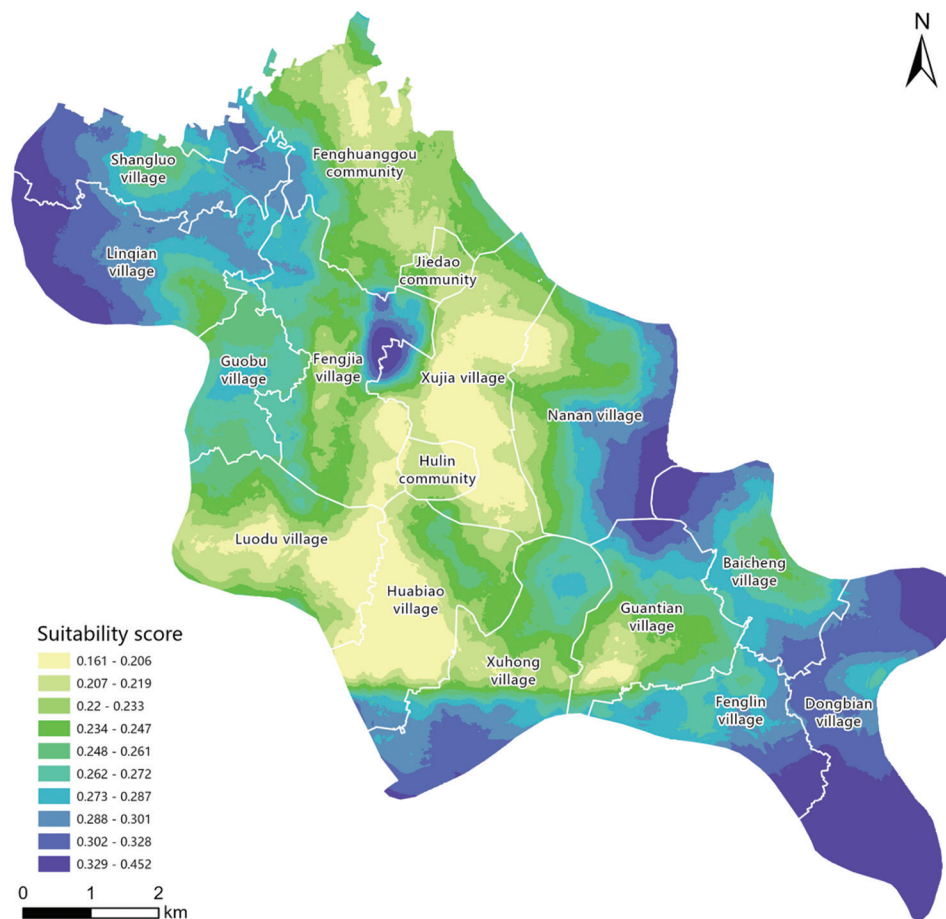 N
Shangluo
village
Fenghuanggou
community
Linqian
village
Jiedao
community
Guobu
village
Fengjia
village
Xujia village
Nanan village
Hulin
community
Luodu village
Baicheng
village
Huabiao
village
Guantian
village
Xuhong
village
Fenglin
village
Dongbian
village
Suitability score
0.161 - 0.206
0.207 - 0.219
0.22 - 0.233
0.234 - 0.247
0.248 - 0.261
0.262 - 0.272
0.273 - 0.287
0.288 - 0.301
0.302 - 0.328
0.329 - 0.452
0 1 2
km